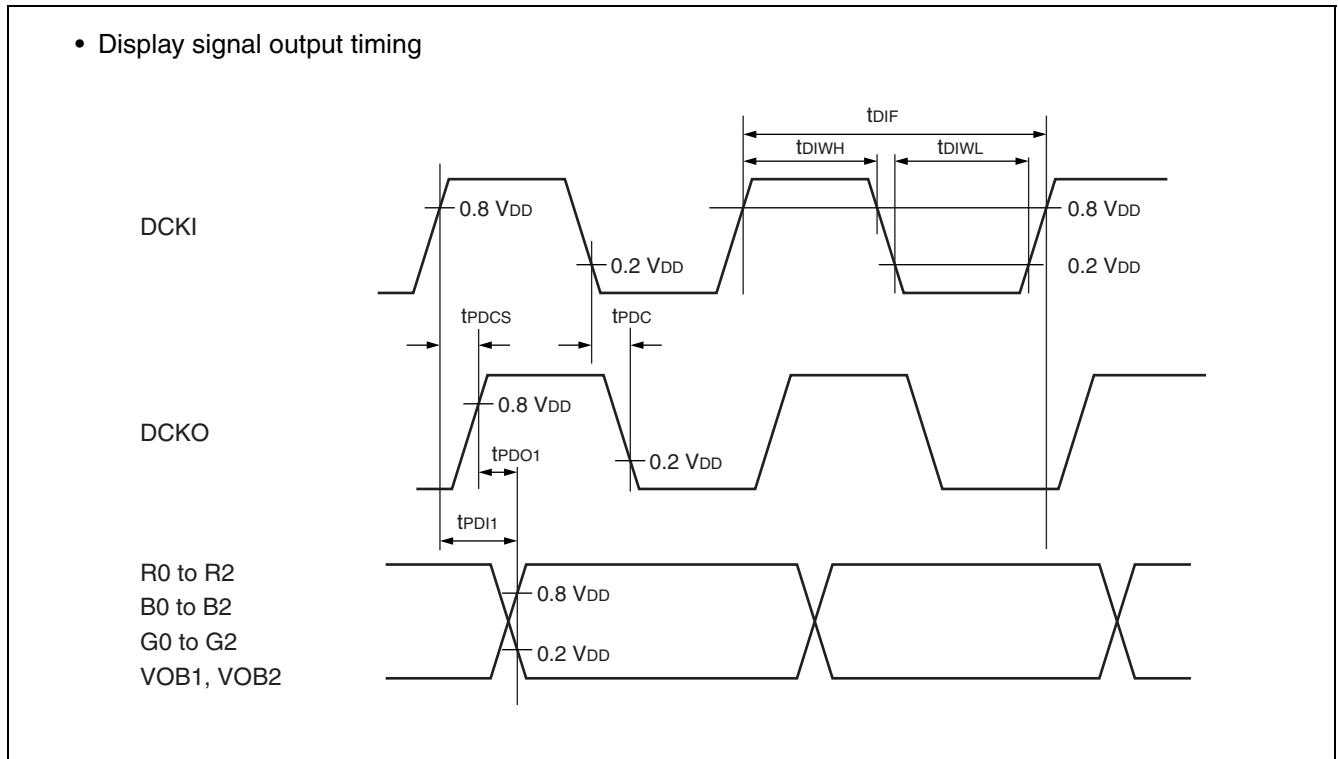 • Display signal output timing
tDIF
tDIWH
tDIWL
DCKI
0.8 VDD
0.8 VDD
0.2 VDD
0.2 VDD
tPDCS
tPDC
DCKO
0.8 VDD
tPDO1
0.2 VDD
tPDI1
R0 to R2
B0 to B2
G0 to G2
VOB1, VOB2
0.8 VDD
0.2 VDD